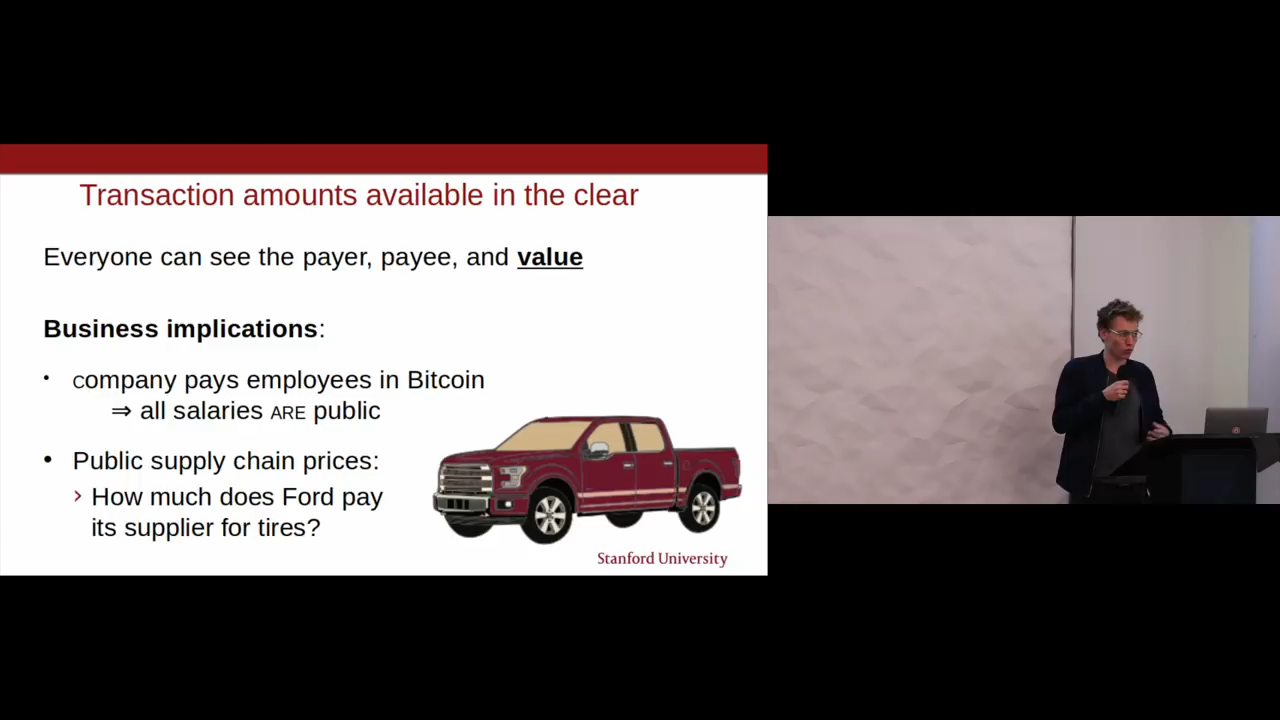 Transaction amounts available in the clear
Everyone can see the payer, payee, and value
Business implications:
• company pays employees in Bitcoin
⇒ all salaries ARE public
• Public supply chain prices:
› How much does Ford pay
its supplier for tires?
Stanford University